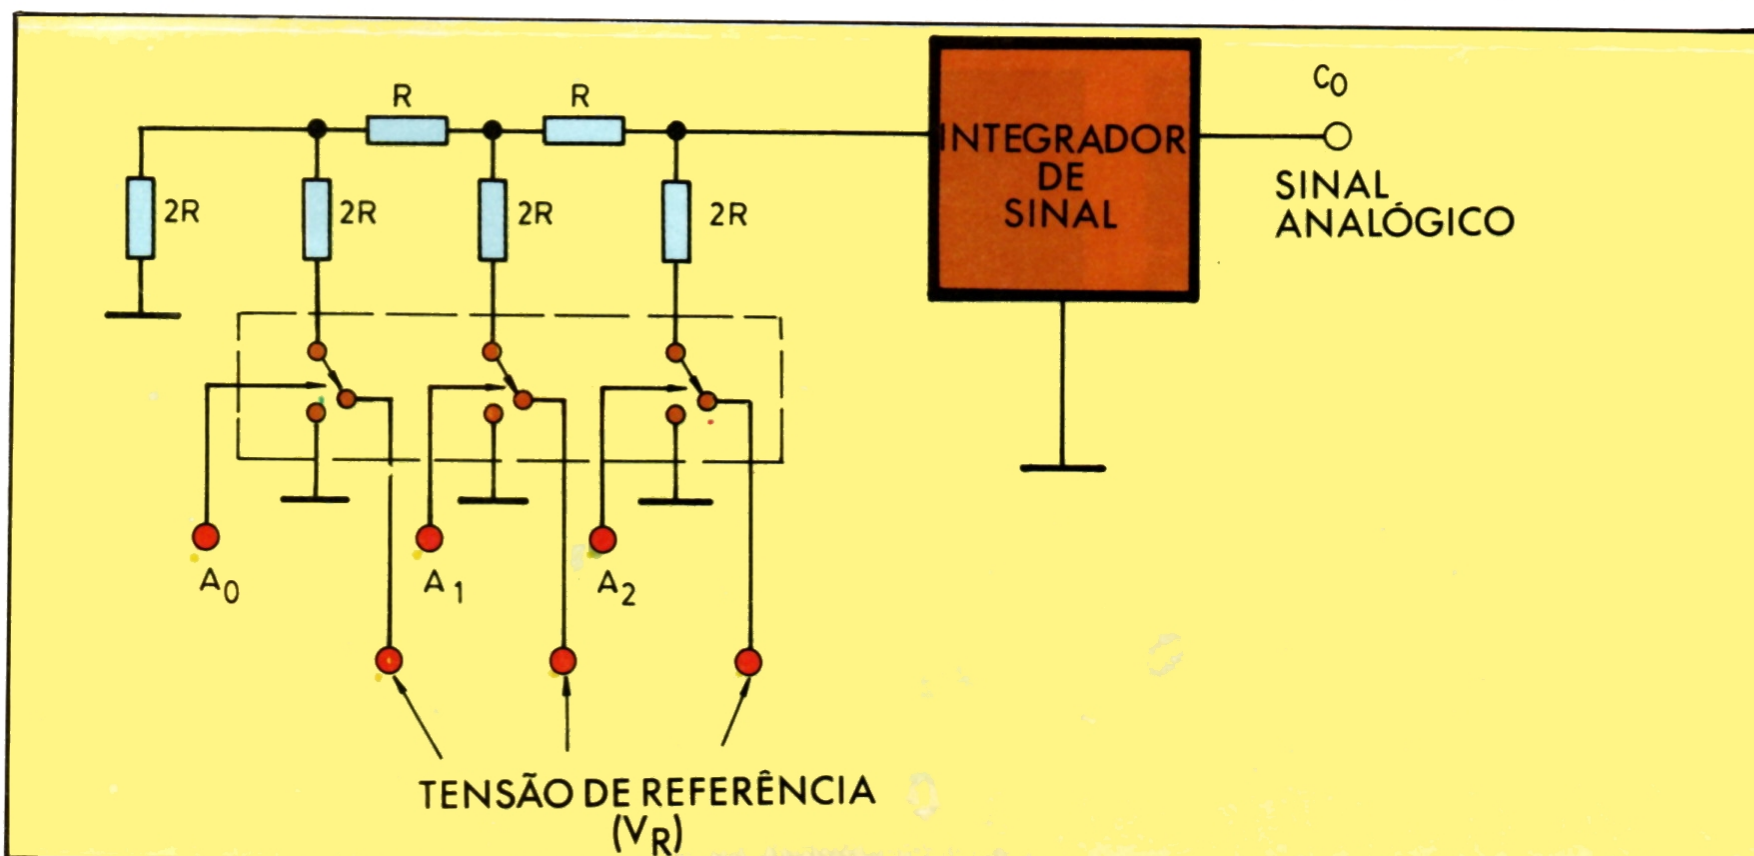 R
R
2R
2R
2R
2R
INTEGRADOR
DE
SINAL
C0
SINAL
ANALÓGICO
A0
A1
A2
TENSÃO DE REFERÊNCIA
(VR)